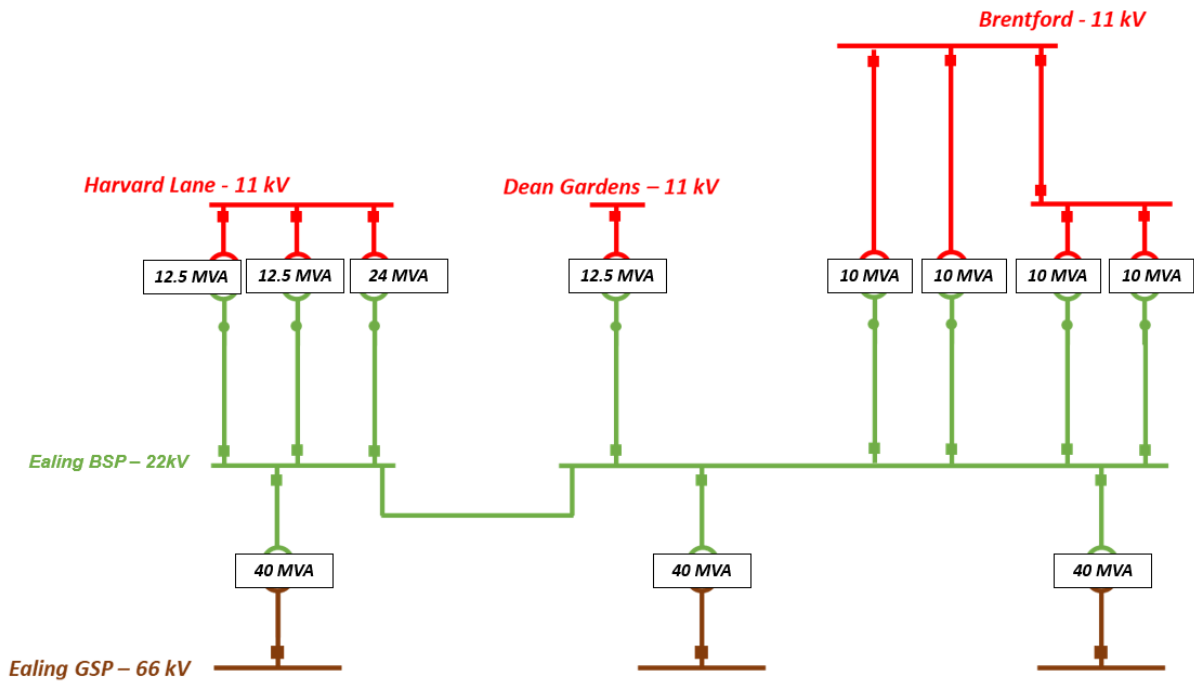 Brentford - 11 kV
Harvard Lane - 11 kV
Dean Gardens – 11 kV
12.5 MVA
12.5 MVA
24 MVA
12.5 MVA
10 MVA
10 MVA
10 MVA
10 MVA
Ealing BSP – 22kV
40 MVA
40 MVA
40 MVA
Ealing GSP – 66 kV